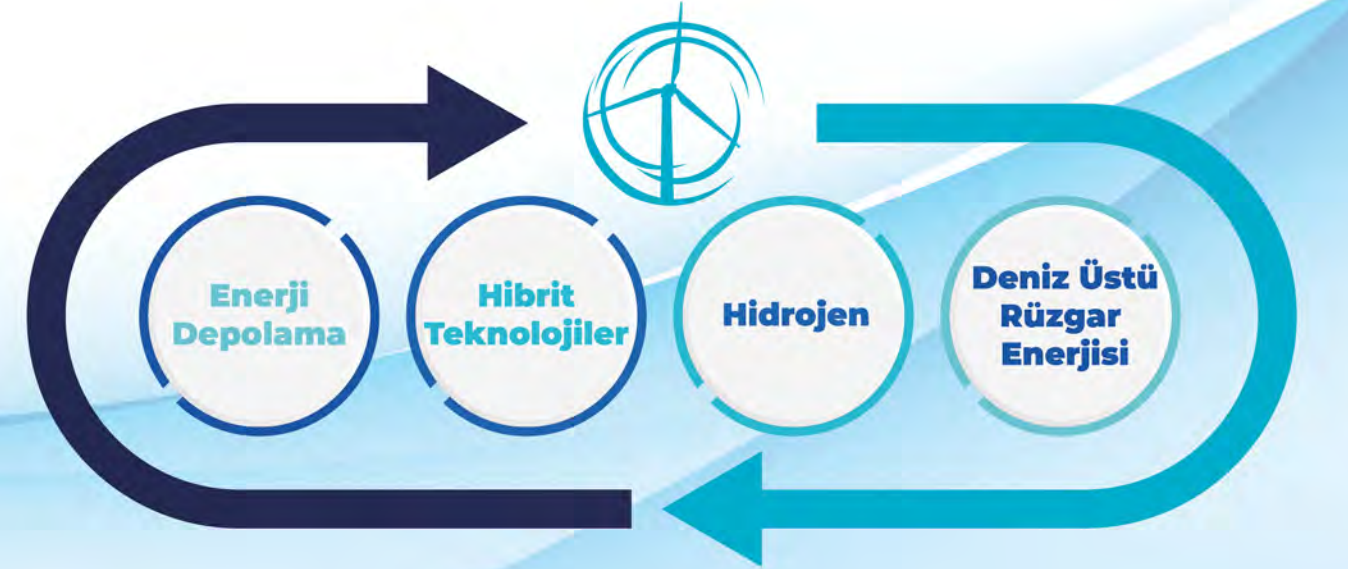 Enerji
Depolama
Hibrit
Teknolojiler
Hidrojen
Deniz Üstü
Rüzgar
Enerjisi